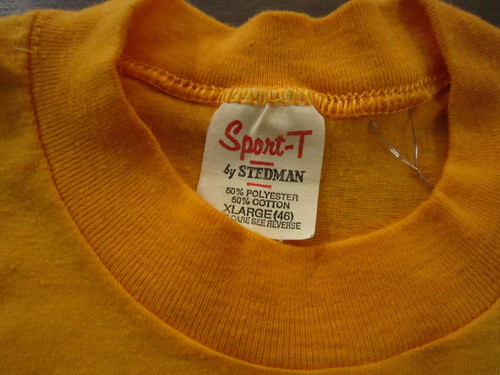 Sport-T
by STEDMAN
50% POLYESTER
50% COTTON
XLARGE (46)
CARE SEE REVERSE